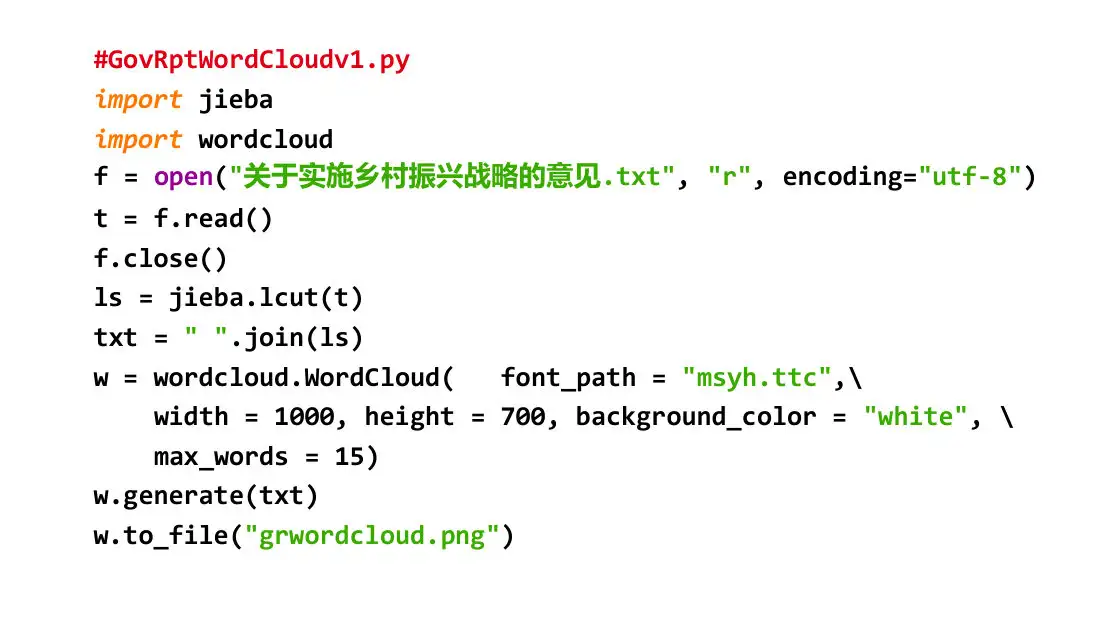 #GovRptWordCloudv1.py
import jieba
import wordcloud
f = open("关于实施乡村振兴战略的意见.txt", "r", encoding="utf-8")
t = f.read()
f.close()
ls = jieba.lcut(t)
txt = " ".join(ls)
w = wordcloud.WordCloud(   font_path = "msyh.ttc",\
    width = 1000, height = 700, background_color = "white", \
    max_words = 15)
w.generate(txt)
w.to_file("grwordcloud.png")